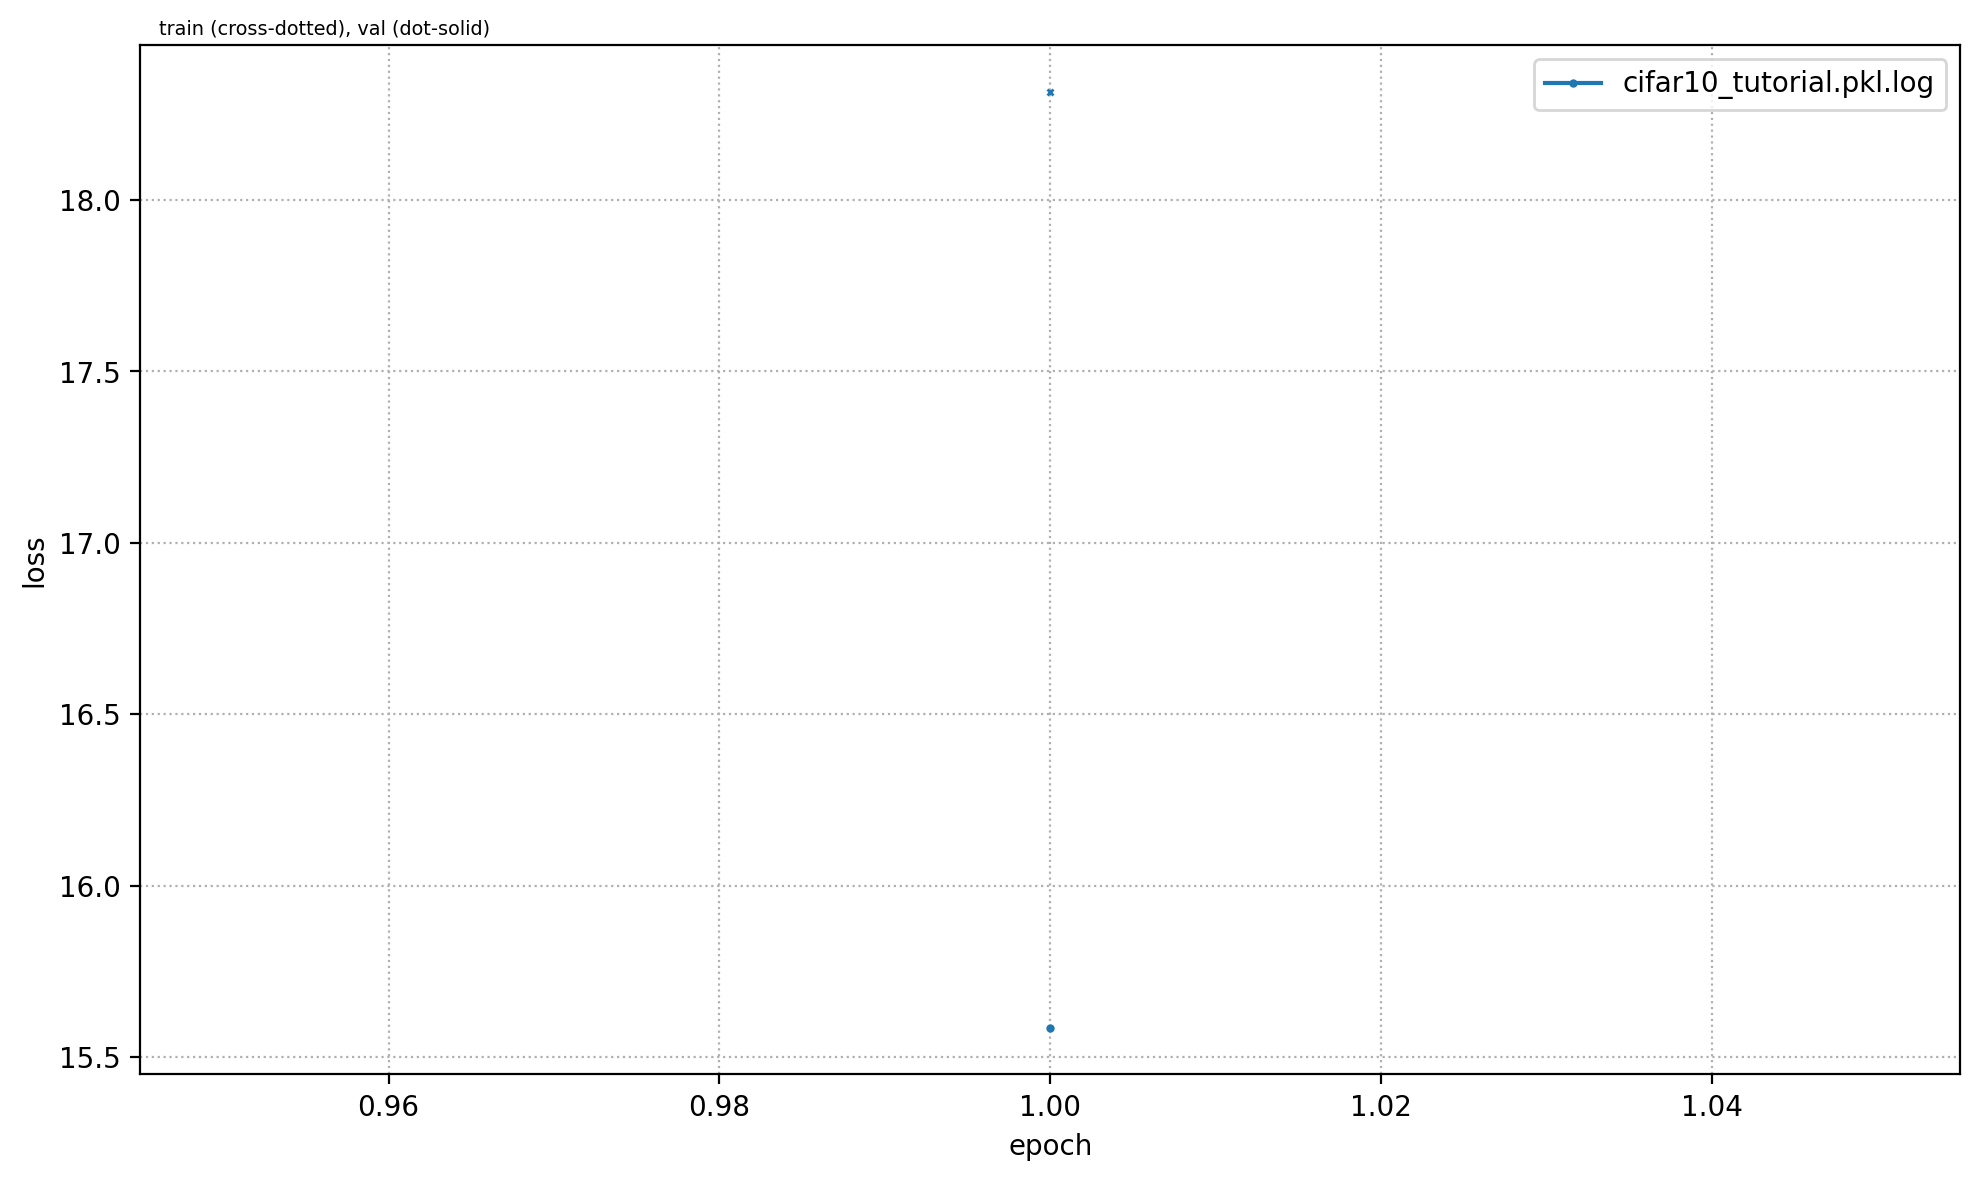 train (cross-dotted), val (dot-solid)
cifar10_tutorial.pkl.log
18.0
17.5
17.0
16.5
16.0
15.5
loss
0.96 0.98 1.00 1.02 1.04
epoch